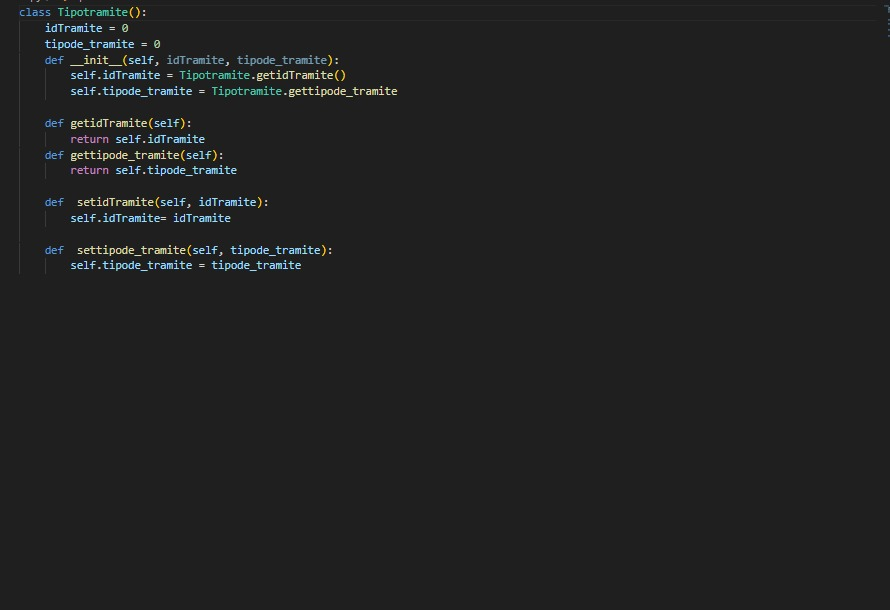 class Tipotramite():
    idTramite = 0
    tipode_tramite = 0
    def __init__(self, idTramite, tipode_tramite):
        self.idTramite = Tipotramite.getidTramite()
        self.tipode_tramite = Tipotramite.gettipode_tramite

    def getidTramite(self):
        return self.idTramite
    def gettipode_tramite(self):
        return self.tipode_tramite

    def  setidTramite(self, idTramite):
        self.idTramite= idTramite

    def  settipode_tramite(self, tipode_tramite):
        self.tipode_tramite = tipode_tramite